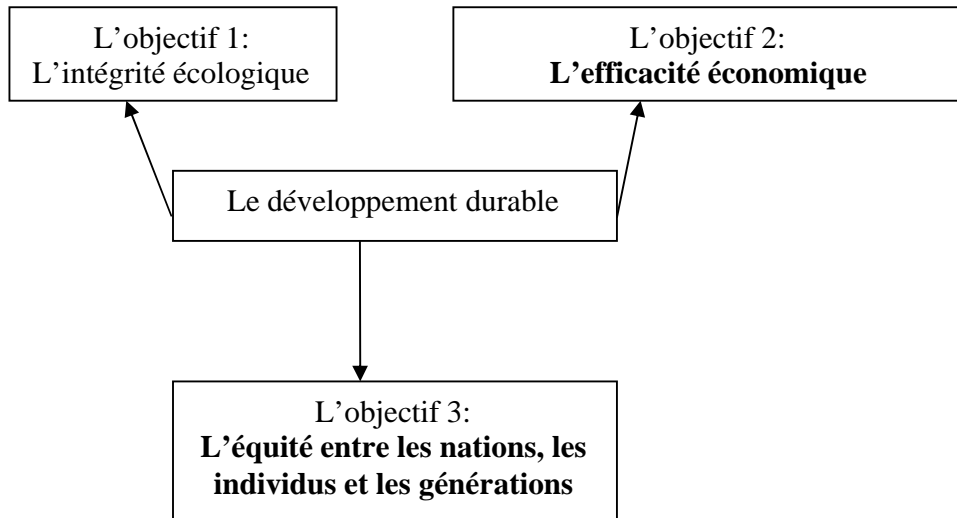 L’objectif 1:
L’intégrité écologique
L’objectif 2:
L’efficacité économique
Le développement durable
L’objectif 3:
L’équité entre les nations, les
individus et les générations